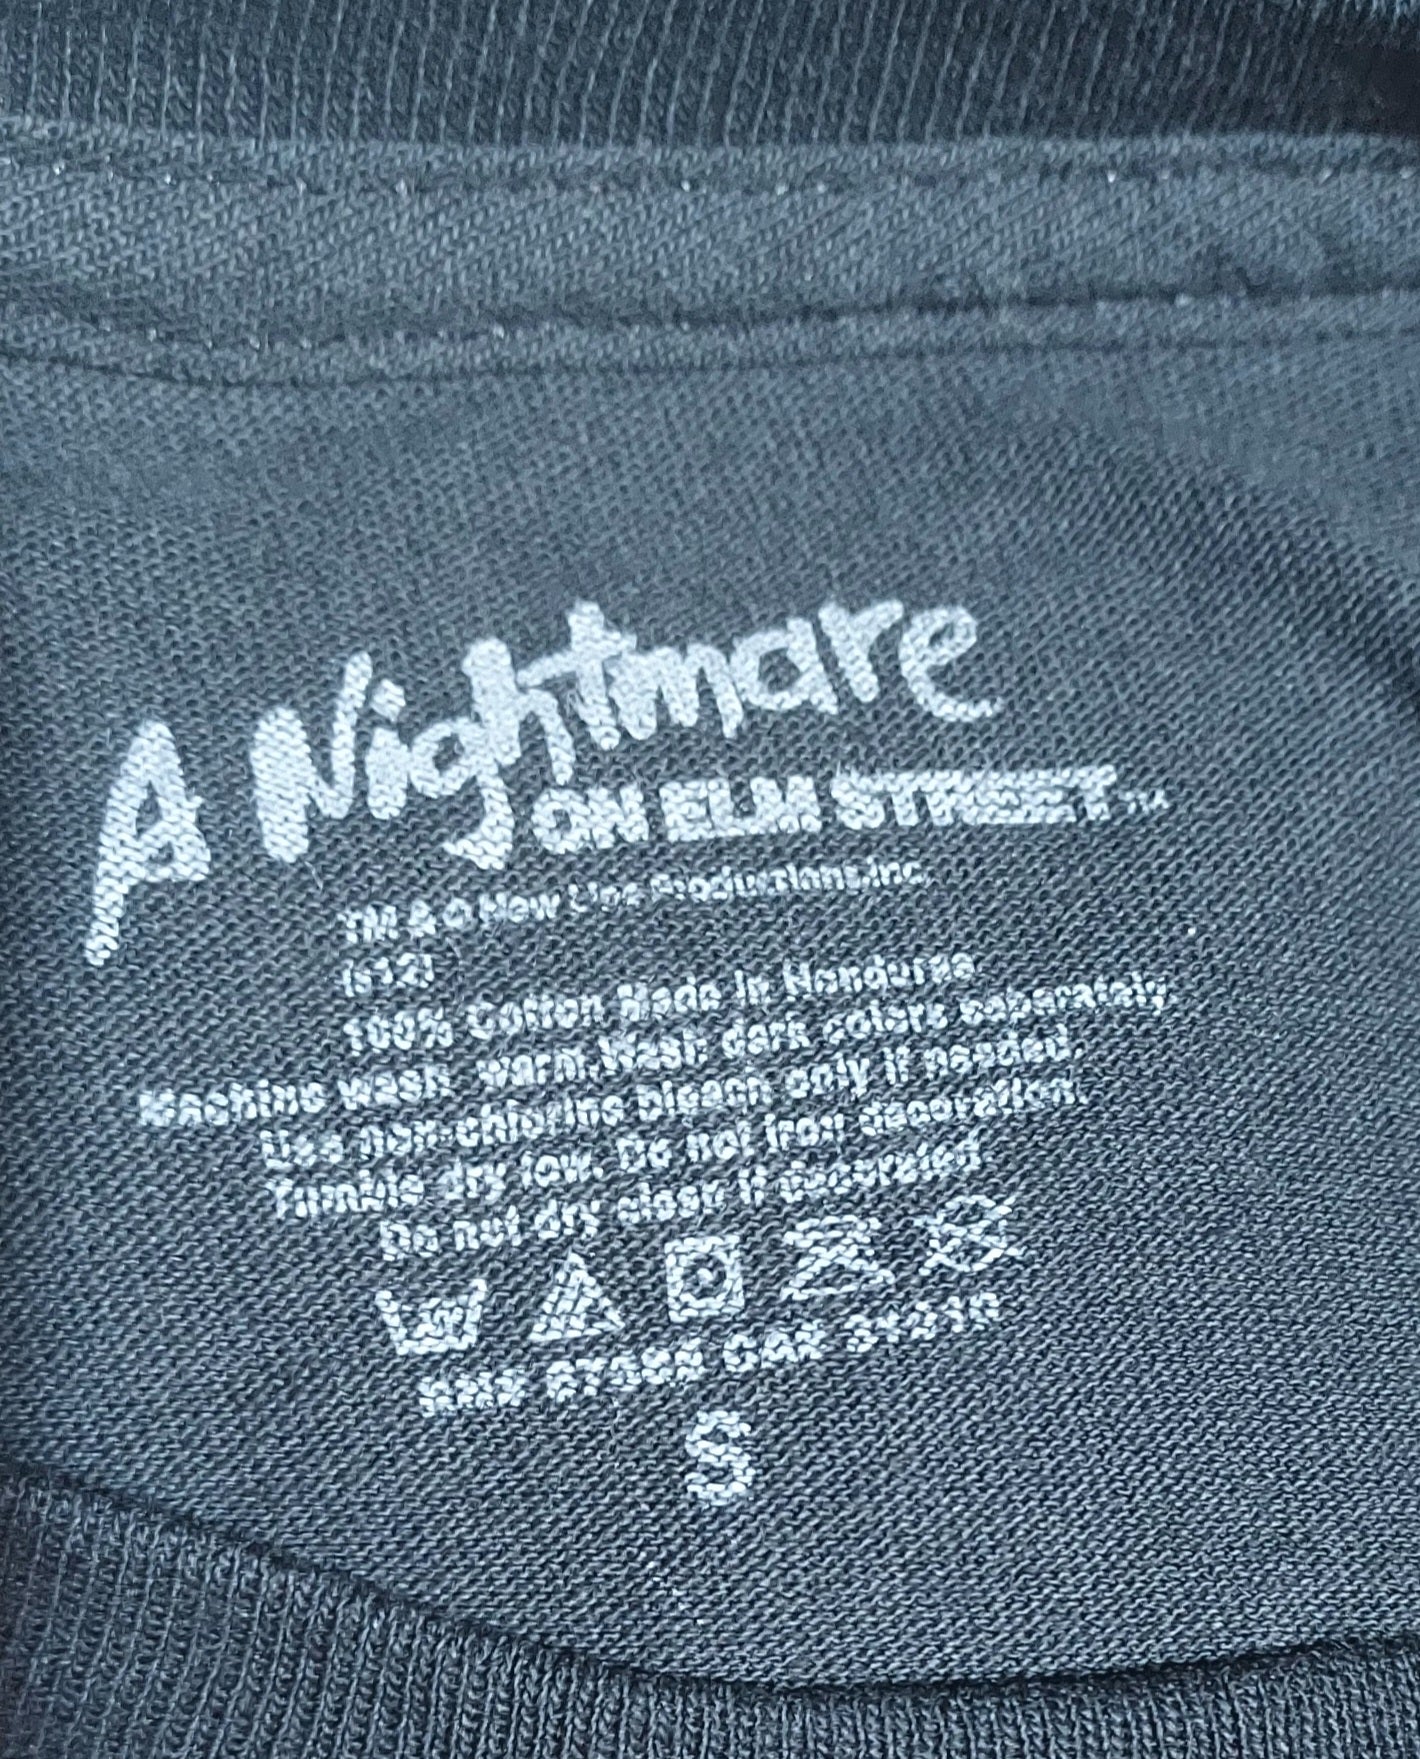 A Nightmare
ON ELM STREET™
TM & © New Line Productions,Inc.
(s12)
100% Cotton Made in Honduras
Machine wash warm.Wash dark colors separately.
Use non-chlorine bleach only if needed.
Tumble dry low. Do not iron decoration.
Do not dry clean if decorated
CA#
S